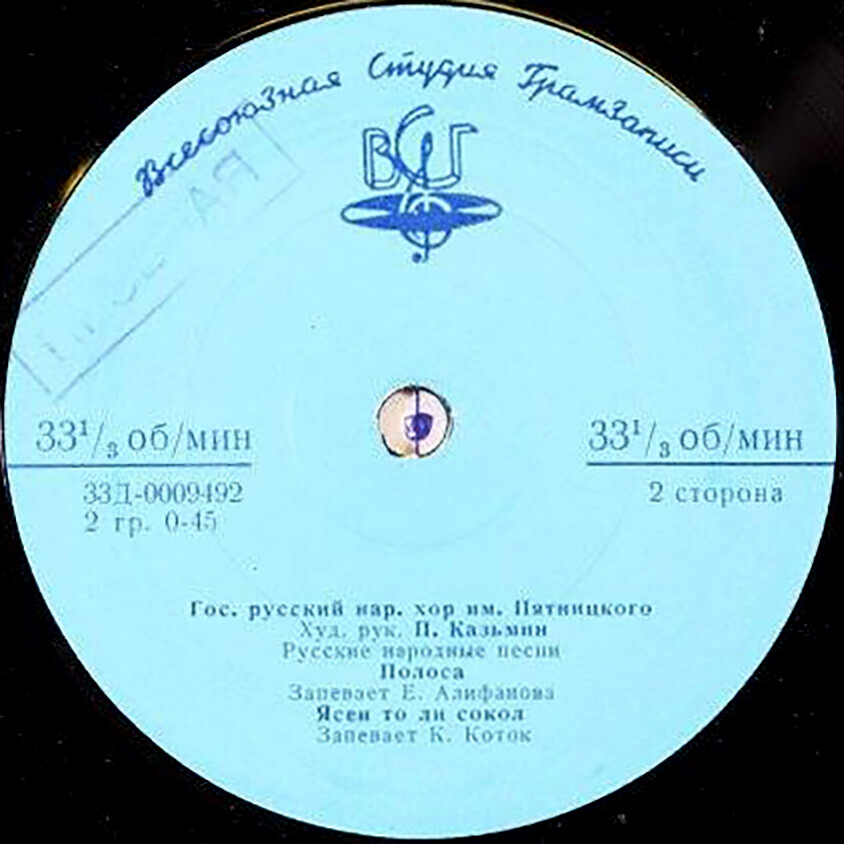 Всесоюзная Студия Грамзаписи
ВСГ
33¹/₃ об/мин
33¹/₃ об/мин
33Д-0009492
2 гр. 0-45
2 сторона
Гос. русский нар. хор им. Пятницкого
Худ. рук. П. Казьмин
Русские народные песни
Полоса
Запевает Е. Алифанова
Ясен то ли сокол
Запевает К. Коток